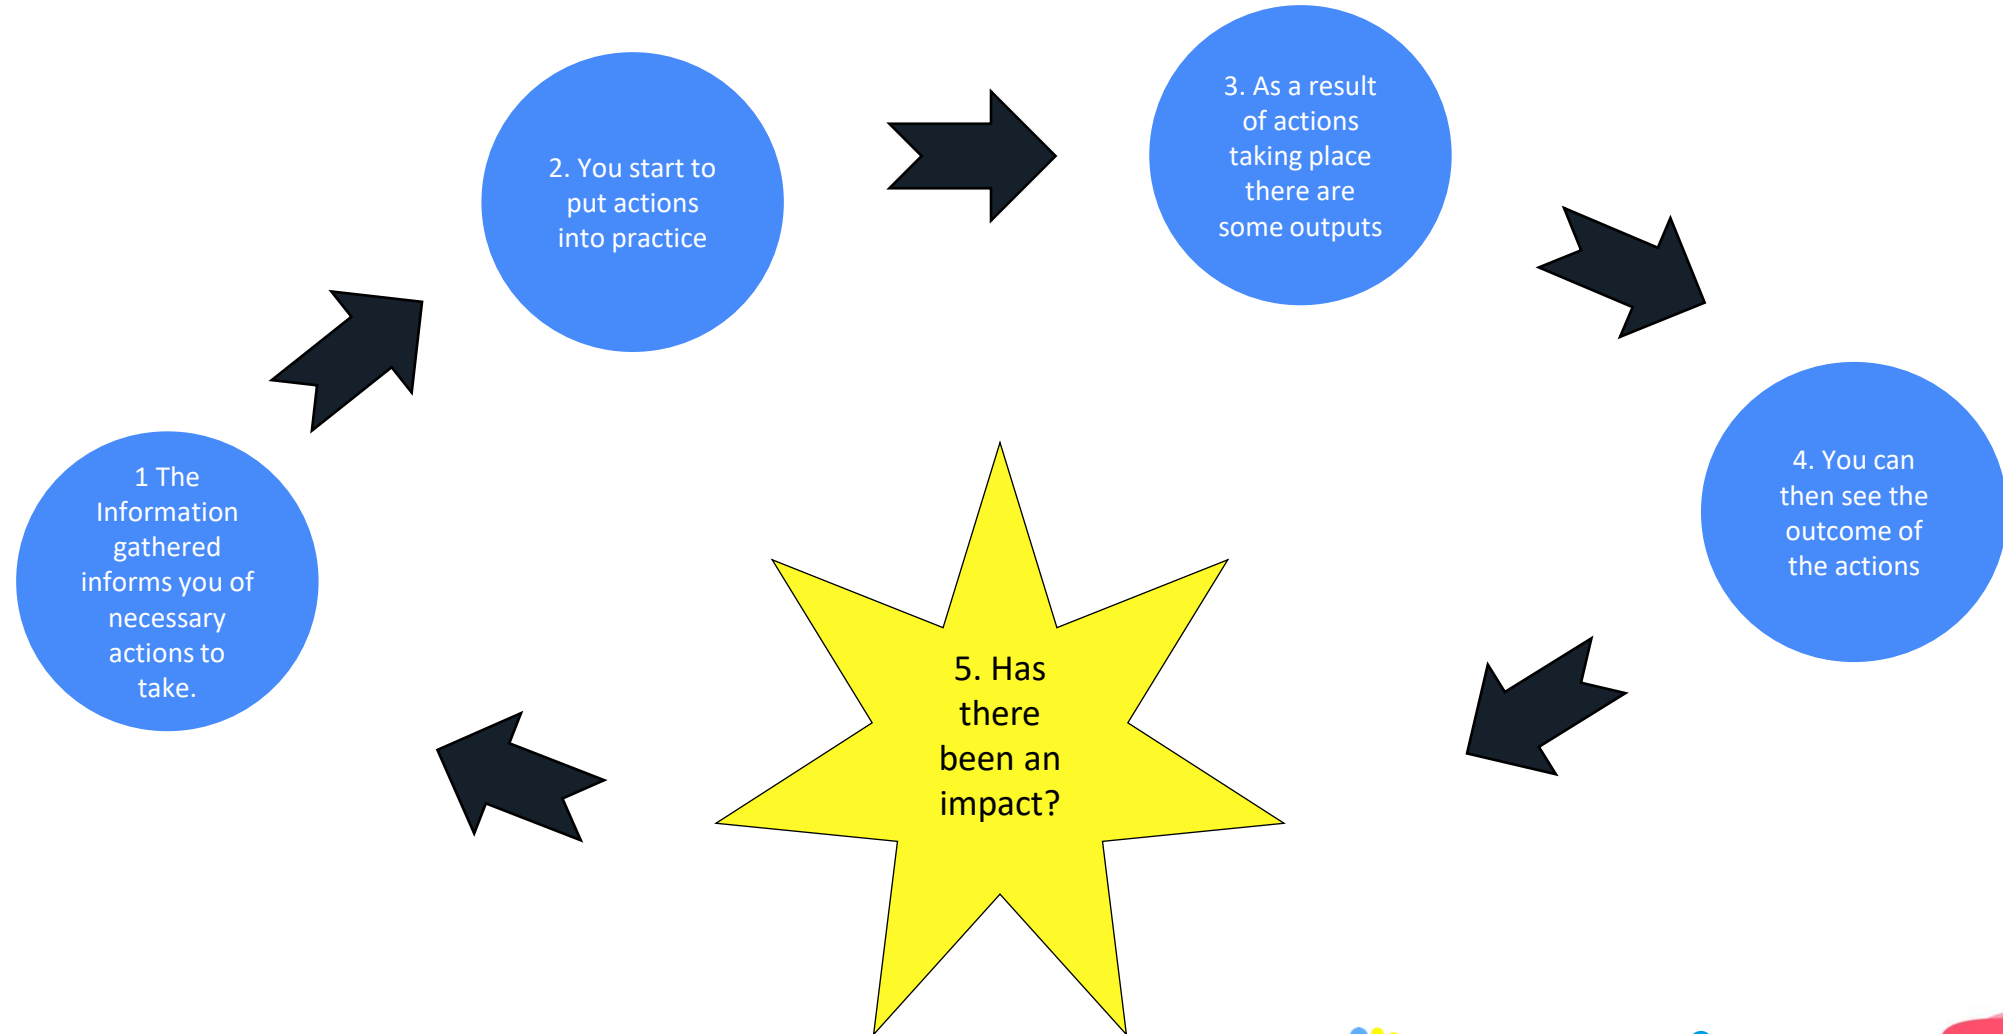 1 The
Information
gathered
informs you of
necessary
actions to
take.
2. You start to
put actions
into practice
3. As a result
of actions
taking place
there are
some outputs
4. You can
then see the
outcome of
the actions
5. Has
there
been an
impact?